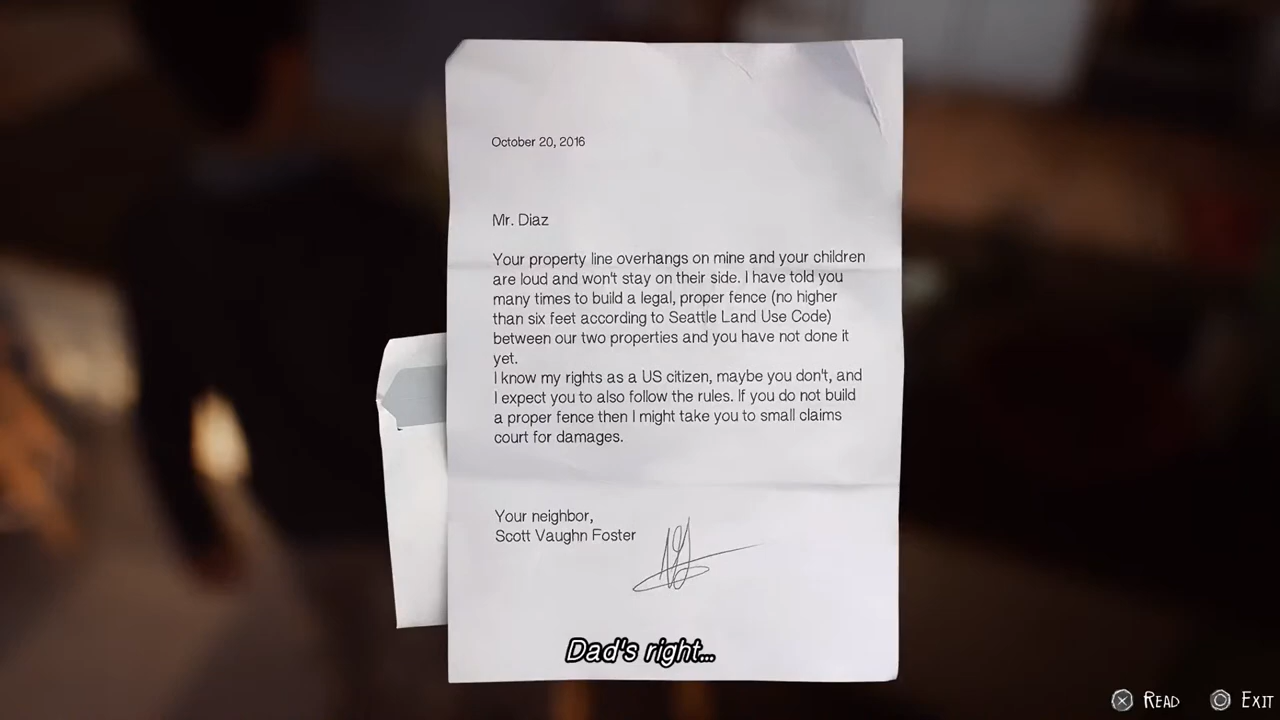 October 20, 2016
Mr. Diaz
Your property line overhangs on mine and your children
are loud and won't stay on their side. I have told you
many times to build a legal, proper fence (no higher
than six feet according to Seattle Land Use Code)
between our two properties and you have not done it
yet.
I know my rights as a US citizen, maybe you don't, and
I expect you to also follow the rules. If you do not build
a proper fence then I might take you to small claims
court for damages.
Your neighbor,
Scott Vaughn Foster
Dad's right...
READ
EXIT